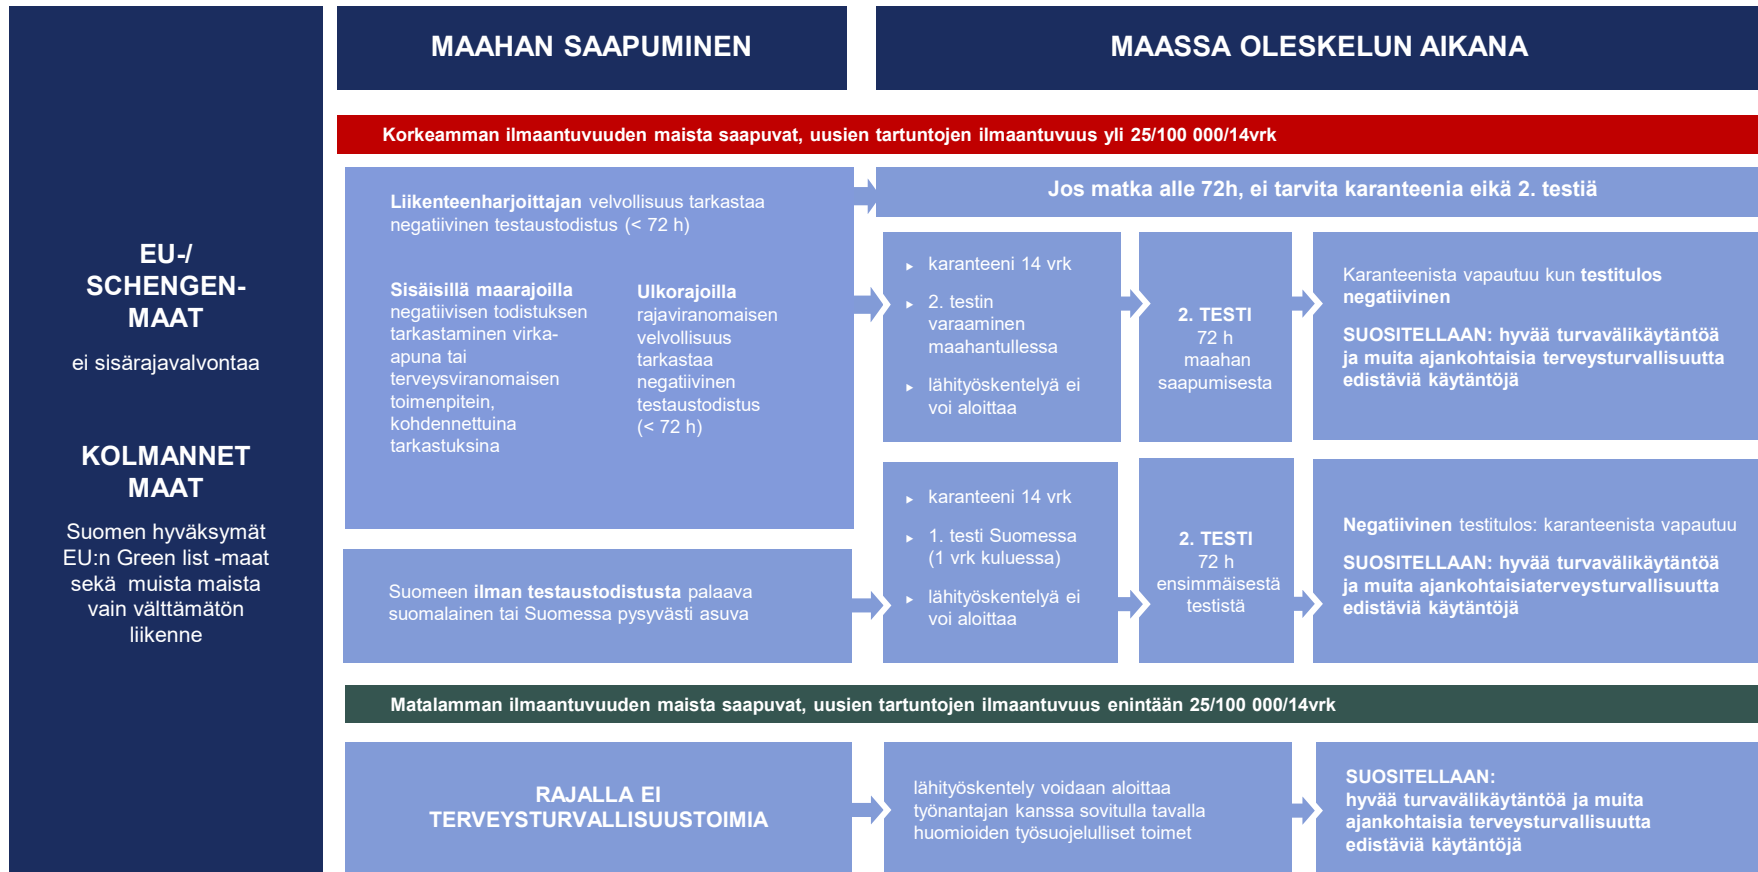 EU-/
SCHENGEN-
MAAT
ei sisärajavalvontaa
KOLMANNET
MAAT
Suomen hyväksymät
EU:n Green list -maat
sekä muista maista
vain välttämätön
liikenne
MAAHAN SAAPUMINEN
MAASSA OLESKELUN AIKANA
Korkeamman ilmaantuvuuden maista saapuvat, uusien tartuntojen ilmaantuvuus yli 25/100 000/14vrk
Liikenteenharjoittajan velvollisuus tarkastaa
negatiivinen testaustodistus (< 72 h)
Sisäisillä maarajoilla
negatiivisen todistuksen
tarkastaminen virka-
apuna tai
terveysviranomaisen
toimenpitein,
kohdennettuina
tarkastuksina
Ulkorajoilla
rajaviranomaisen
velvollisuus
tarkastaa
negatiivinen
testaustodistus
(< 72 h)
Jos matka alle 72h, ei tarvita karanteenia eikä 2. testiä
▸ karanteeni 14 vrk
▸ 2. testin
varaaminen
maahantullessa
▸ lähityöskentelyä ei
voi aloittaa
2. TESTI
72 h
maahan
saapumisesta
Karanteenista vapautuu kun testitulos
negatiivinen
SUOSITELLAAN: hyvää turvavälikäytäntöä
ja muita ajankohtaisia terveysturvallisuutta
edistäviä käytäntöjä
Suomeen ilman testaustodistusta palaava
suomalainen tai Suomessa pysyvästi asuva
▸ karanteeni 14 vrk
▸ 1. testi Suomessa
(1 vrk kuluessa)
▸ lähityöskentelyä ei
voi aloittaa
2. TESTI
72 h
ensimmäisestä
testistä
Negatiivinen testitulos: karanteenista vapautuu
SUOSITELLAAN: hyvää turvavälikäytäntöä
ja muita ajankohtaisiaterveysturvallisuutta
edistäviä käytäntöjä
Matalamman ilmaantuvuuden maista saapuvat, uusien tartuntojen ilmaantuvuus enintään 25/100 000/14vrk
RAJALLA EI
TERVEYSTURVALLISUUSTOIMIA
lähityöskentely voidaan aloittaa
työnantajan kanssa sovitulla tavalla
huomioiden työsuojelulliset toimet
SUOSITELLAAN:
hyvää turvavälikäytäntöä ja muita
ajankohtaisia terveysturvallisuutta
edistäviä käytäntöjä